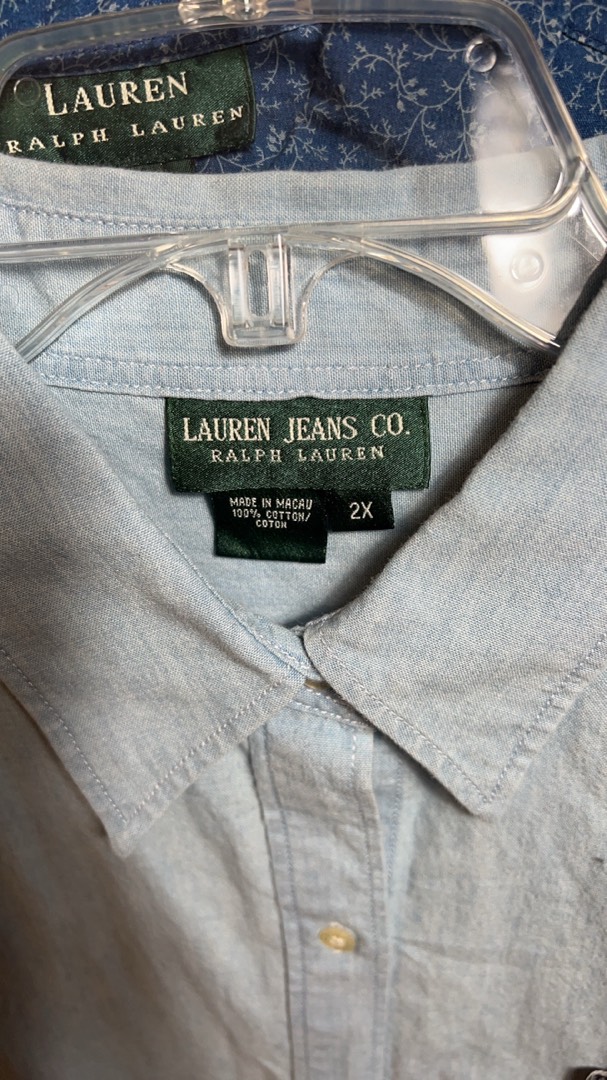 LAUREN
RALPH LAUREN
LAUREN JEANS CO.
RALPH LAUREN
MADE IN MACAU
100% COTTON/
COTON
2X